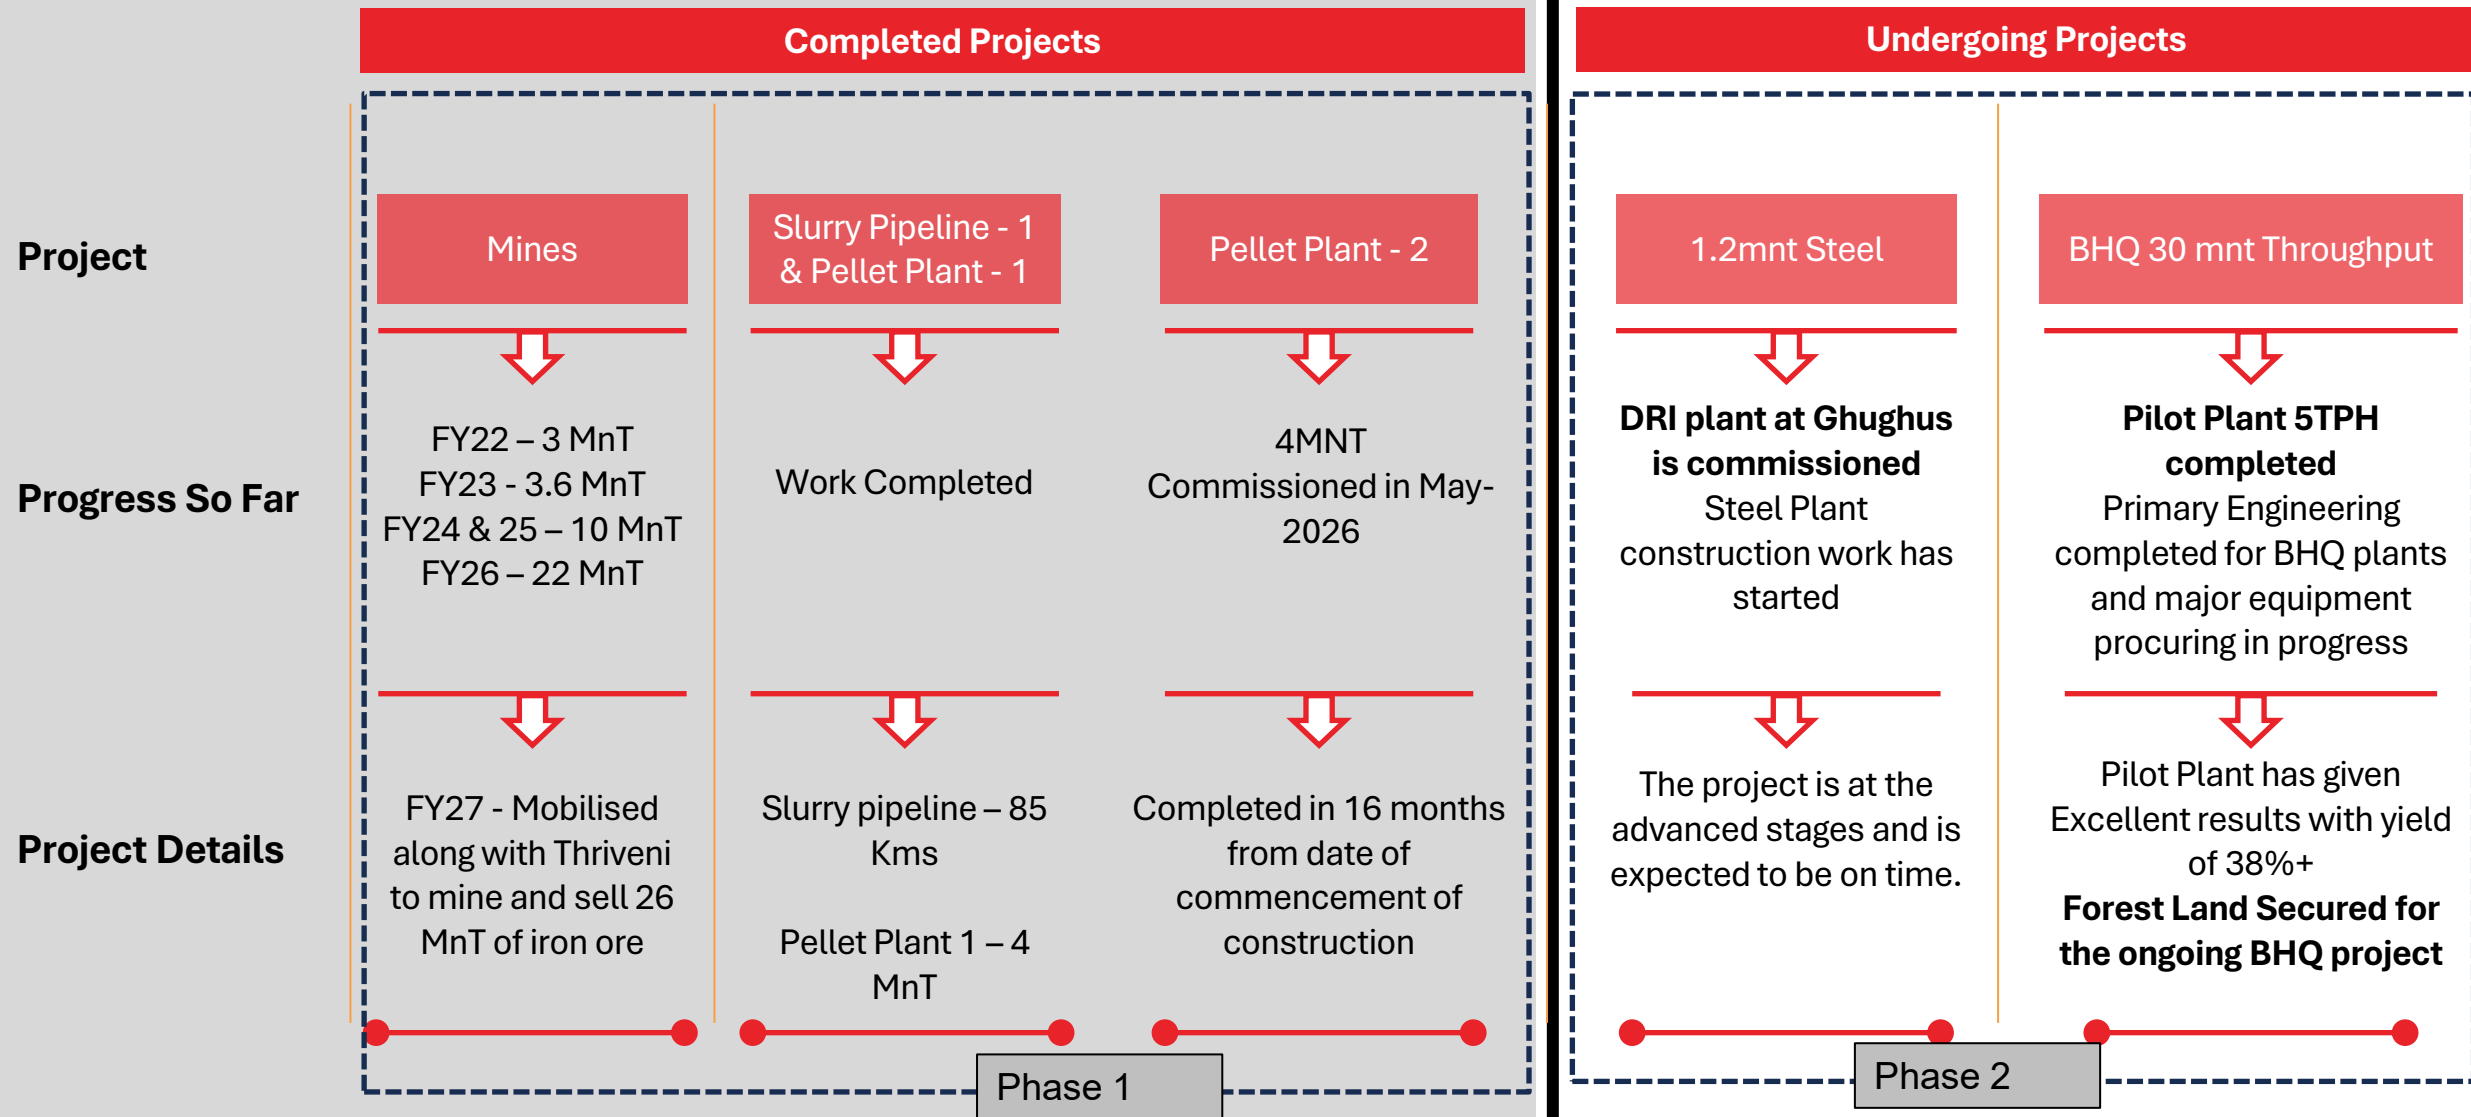 Completed Projects
Undergoing Projects
Project
Mines
Slurry Pipeline - 1
& Pellet Plant - 1
Pellet Plant - 2
1.2mnt Steel
BHQ 30 mnt Throughput
Progress So Far
FY22 – 3 MnT
FY23 - 3.6 MnT
FY24 & 25 – 10 MnT
FY26 – 22 MnT
Work Completed
4MNT
Commissioned in May-
2026
DRI plant at Ghughus
is commissioned
Steel Plant
construction work has
started
Pilot Plant 5TPH
completed
Primary Engineering
completed for BHQ plants
and major equipment
procuring in progress
Project Details
FY27 - Mobilised
along with Thriveni
to mine and sell 26
MnT of iron ore
Slurry pipeline – 85
Kms
Pellet Plant 1 – 4
MnT
Completed in 16 months
from date of
commencement of
construction
The project is at the
advanced stages and is
expected to be on time.
Pilot Plant has given
Excellent results with yield
of 38%+
Forest Land Secured for
the ongoing BHQ project
Phase 1
Phase 2